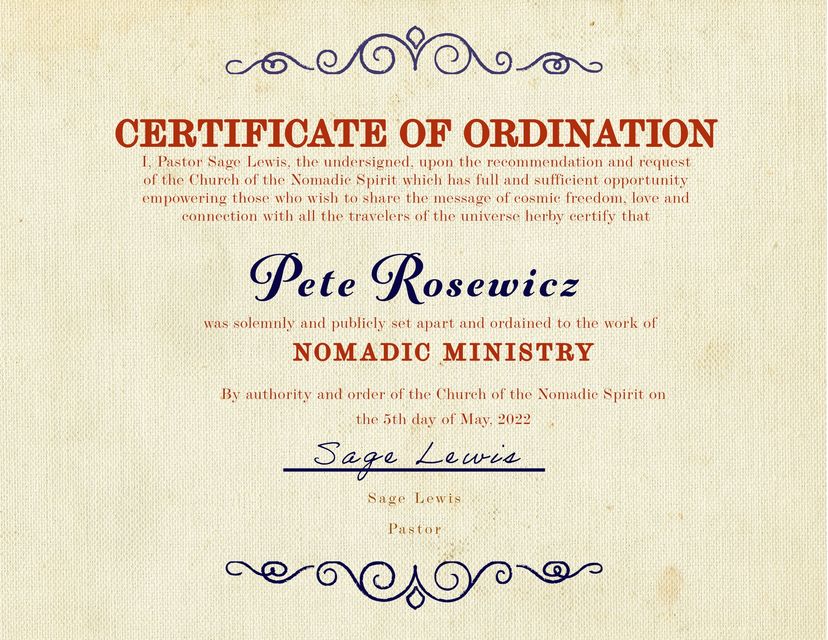 CERTIFICATE OF ORDINATION
I, Pastor Sage Lewis, the undersigned, upon the recommendation and request
of the Church of the Nomadic Spirit which has full and sufficient opportunity
empowering those who wish to share the message of cosmic freedom, love and
connection with all the travelers of the universe herby certify that
Pete Rosewicz
was solemnly and publicly set apart and ordained to the work of
NOMADIC MINISTRY
By authority and order of the Church of the Nomadic Spirit on
the 5th day of May, 2022
Sage Lewis
Sage Lewis
Pastor